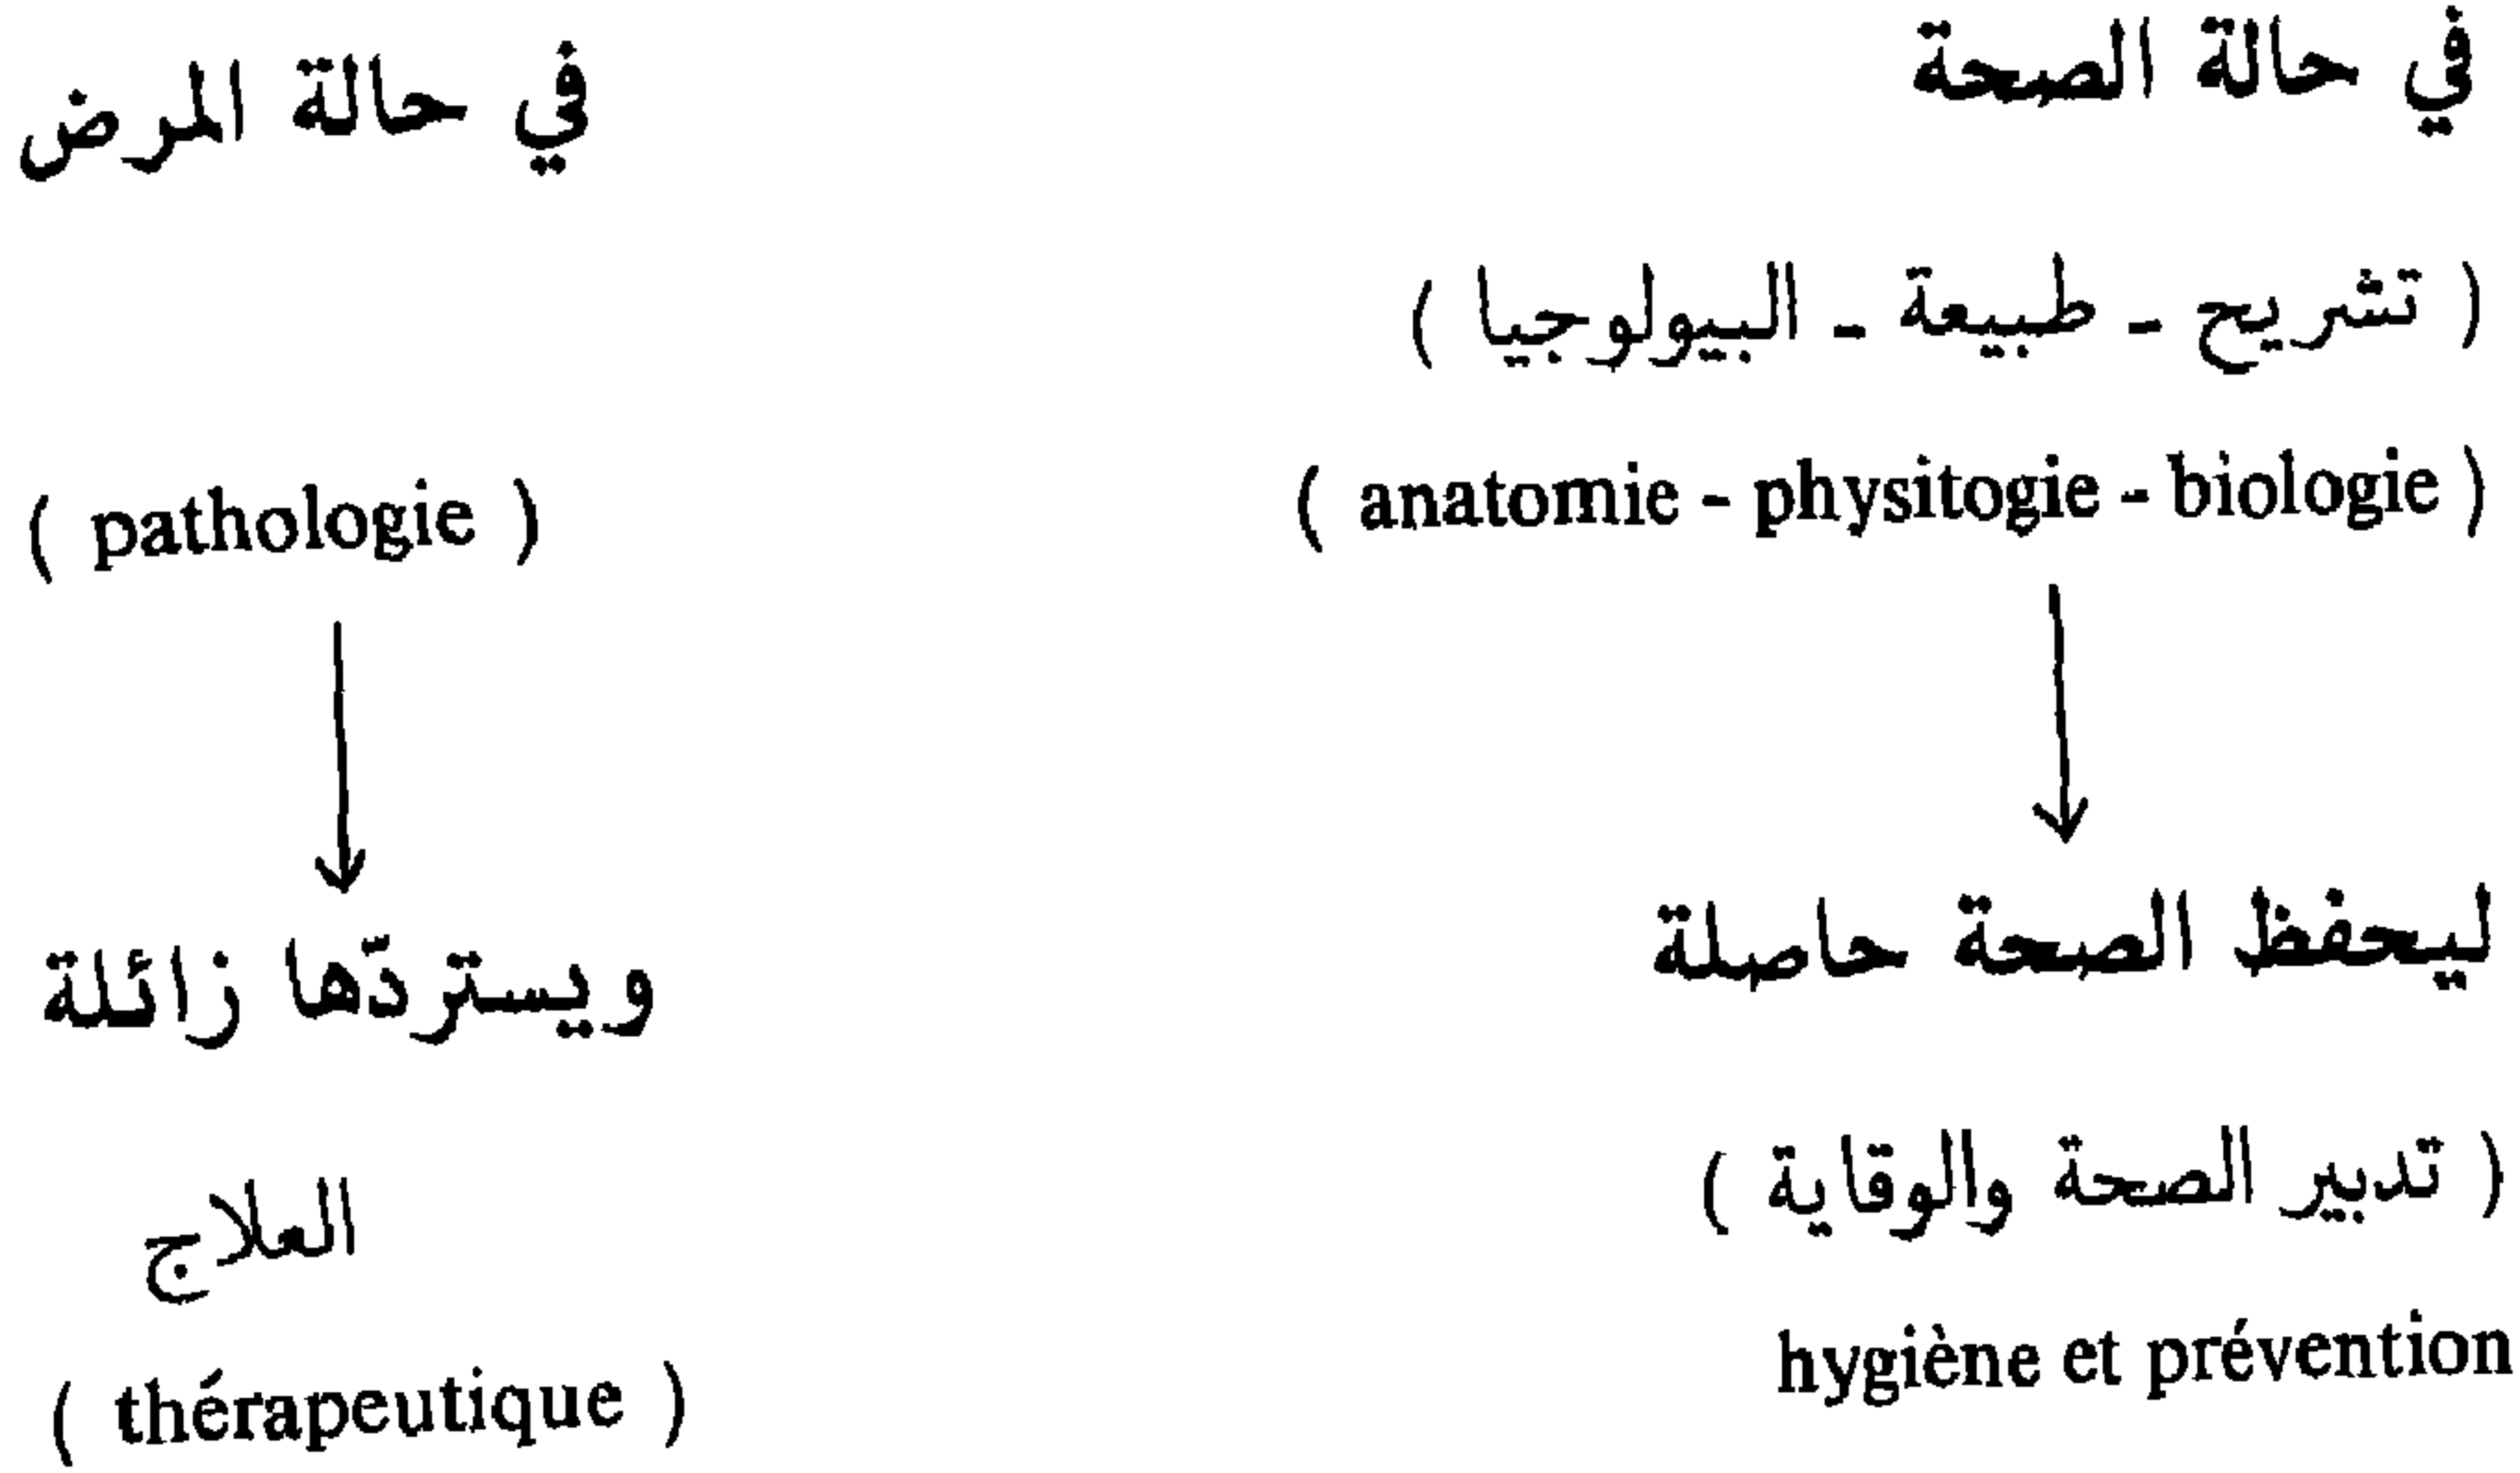 في حالة الصحة
في حالة المرض
( تشريح - طبيعة - البيولوجيا )
( anatomie - physitogie - biologie )
( pathologie )
ليحفظ الصحة حاصلة
ويستردّها زائلة
( تدبير الصحة والوقاية )
العلاج
hygiène et prévention
( thérapeutique )